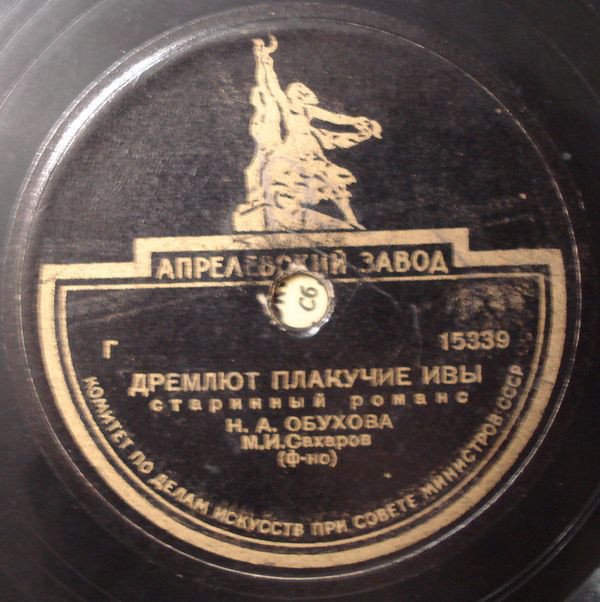 АПРЕЛЕВСКИЙ ЗАВОД
Сб
Г 15339
ДРЕМЛЮТ ПЛАКУЧИЕ ИВЫ
старинный романс
Н. А. ОБУХОВА
М.И.Сахаров
(ф-но)
КОМИТЕТ ПО ДЕЛАМ ИСКУССТВ ПРИ СОВЕТЕ МИНИСТРОВ СССР